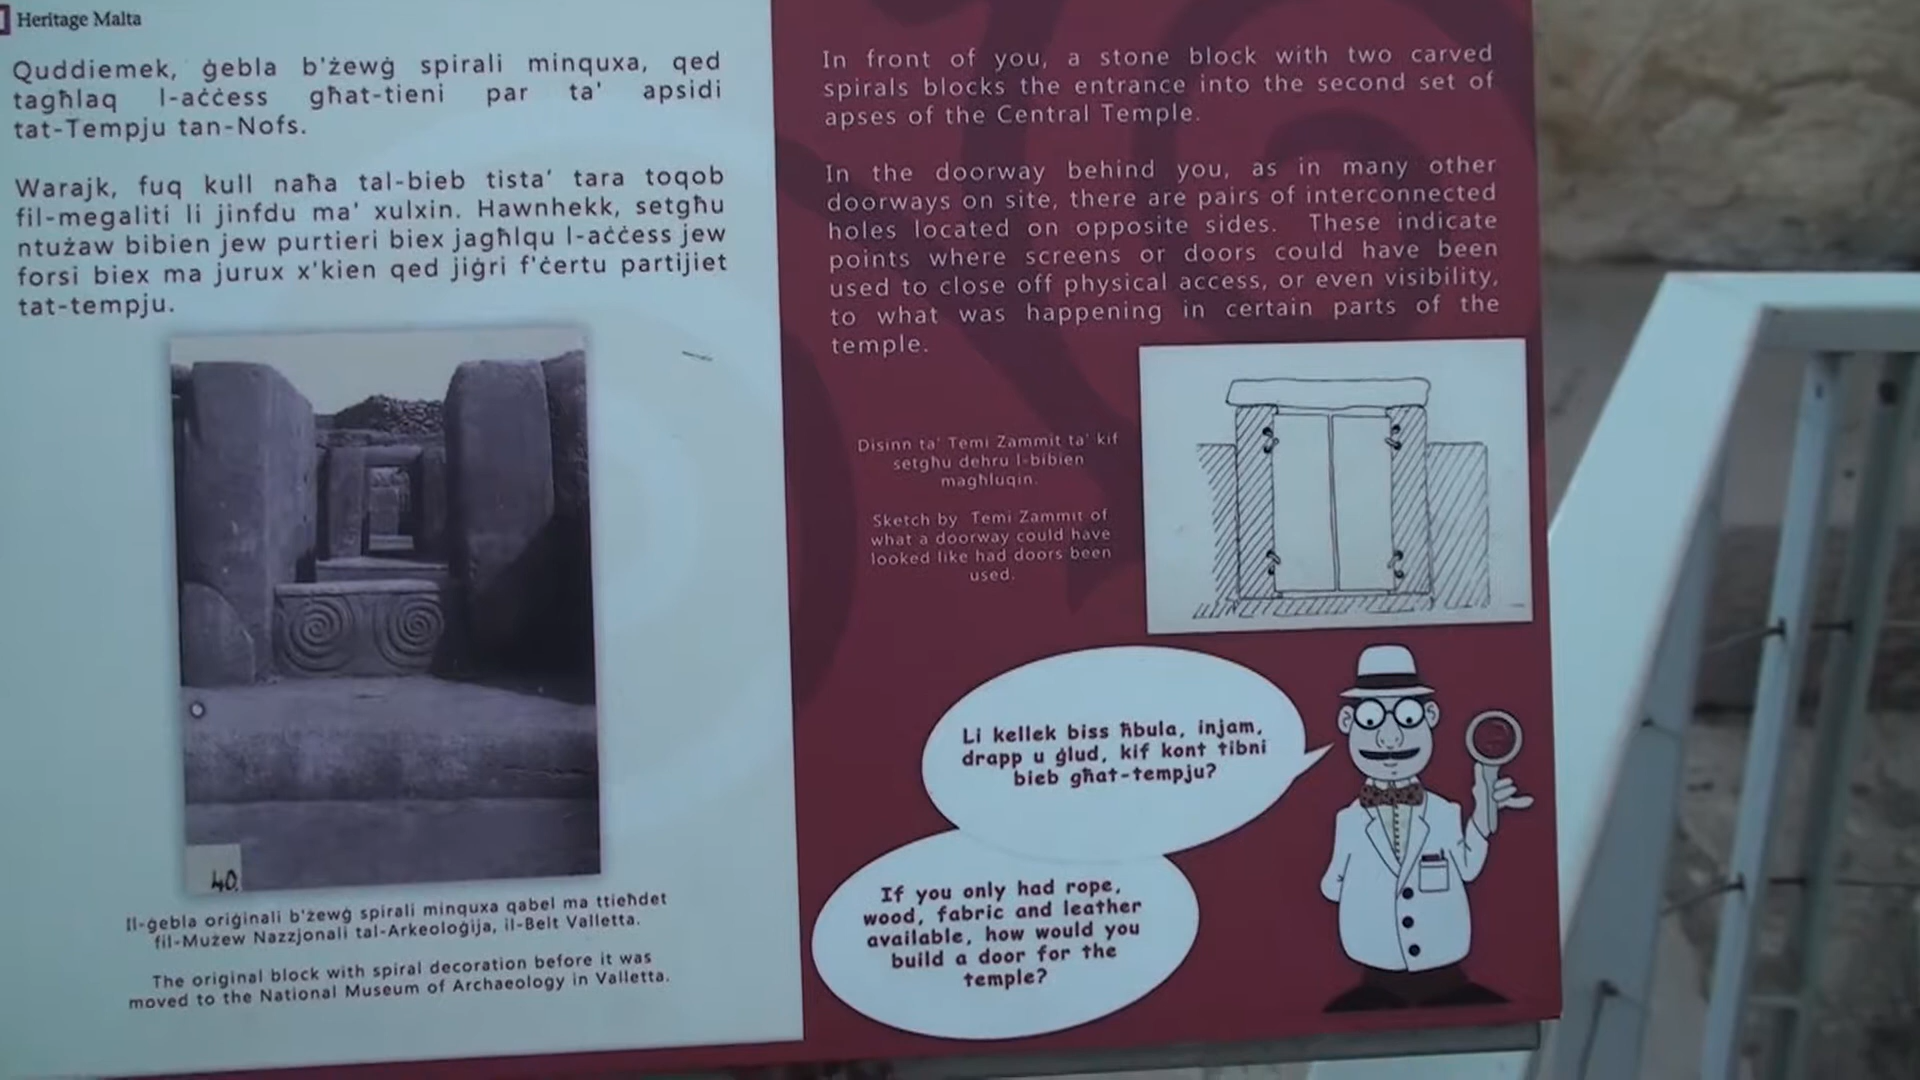 Heritage Malta
Quddiemek, ġebla b'żewġ spirali minquxa, qed
tagħlaq l-aċċess għat-tieni par ta' apsidi
tat-Tempju tan-Nofs.
Warajk, fuq kull naħa tal-bieb tista' tara toqob
fil-megaliti li jinfdu ma' xulxin. Hawnhekk, setgħu
ntużaw bibien jew purtieri biex jagħlqu l-aċċess jew
forsi biex ma jurux x'kien qed jiġri f'ċertu partijiet
tat-tempju.
40.
Il-ġebla oriġinali b'żewġ spirali minquxa qabel ma ttieħdet
fil-Mużew Nazzjonali tal-Arkeoloġija, il-Belt Valletta.
The original block with spiral decoration before it was
moved to the National Museum of Archaeology in Valletta.
In front of you, a stone block with two carved
spirals blocks the entrance into the second set of
apses of the Central Temple.
In the doorway behind you, as in many other
doorways on site, there are pairs of interconnected
holes located on opposite sides. These indicate
points where screens or doors could have been
used to close off physical access, or even visibility,
to what was happening in certain parts of the
temple.
Disinn ta' Temi Zammit ta' kif
setgħu dehru l-bibien
magħluqin.
Sketch by Temi Zammit of
what a doorway could have
looked like had doors been
used.
Li kellek biss ħbula, injam,
drapp u ġlud, kif kont tibni
bieb għat-tempju?
If you only had rope,
wood, fabric and leather
available, how would you
build a door for the
temple?